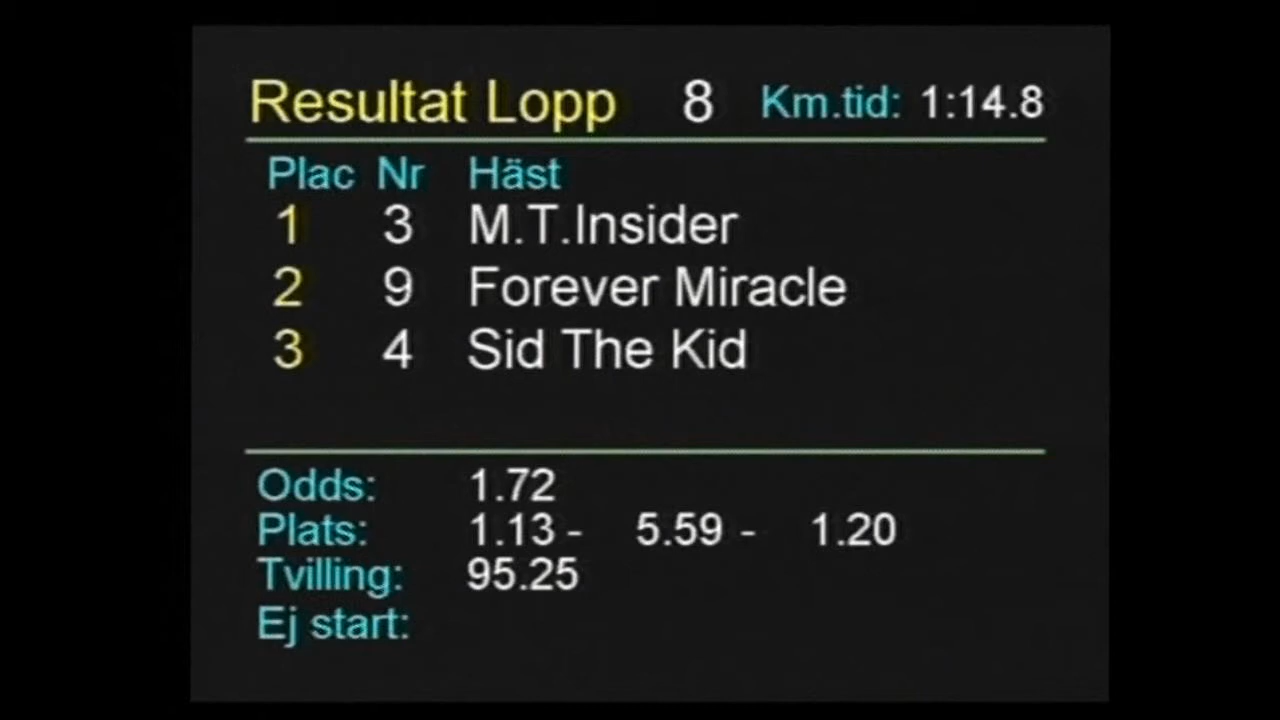 Resultat Lopp 8 Km.tid: 1:14.8
Plac Nr Häst
1 3 M.T.Insider
2 9 Forever Miracle
3 4 Sid The Kid
Odds: 1.72
Plats: 1.13 - 5.59 - 1.20
Tvilling: 95.25
Ej start: